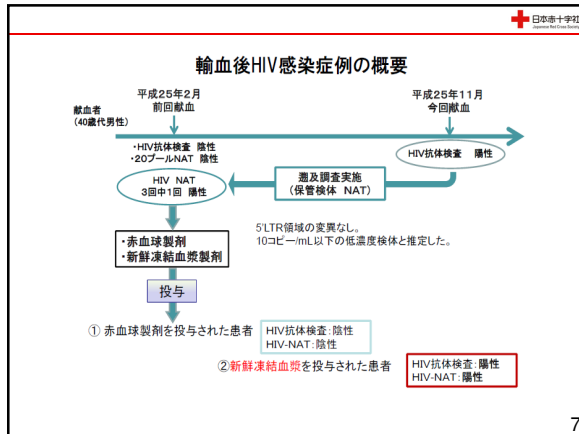 日本赤十字社
Japanese Red Cross Society
輸血後HIV感染症例の概要
平成25年2月
前回献血
平成25年11月
今回献血
献血者
(40歳代男性)
・HIV抗体検査 陰性
・20プールNAT 陰性
HIV抗体検査 陽性
HIV NAT
3回中1回 陽性
遡及調査実施
(保管検体 NAT)
5'LTR領域の変異なし。
10コピー/mL以下の低濃度検体と推定した。
・赤血球製剤
・新鮮凍結血漿製剤
投与
① 赤血球製剤を投与された患者
HIV抗体検査:陰性
HIV-NAT:陰性
②新鮮凍結血漿を投与された患者
HIV抗体検査:陽性
HIV-NAT:陽性
7